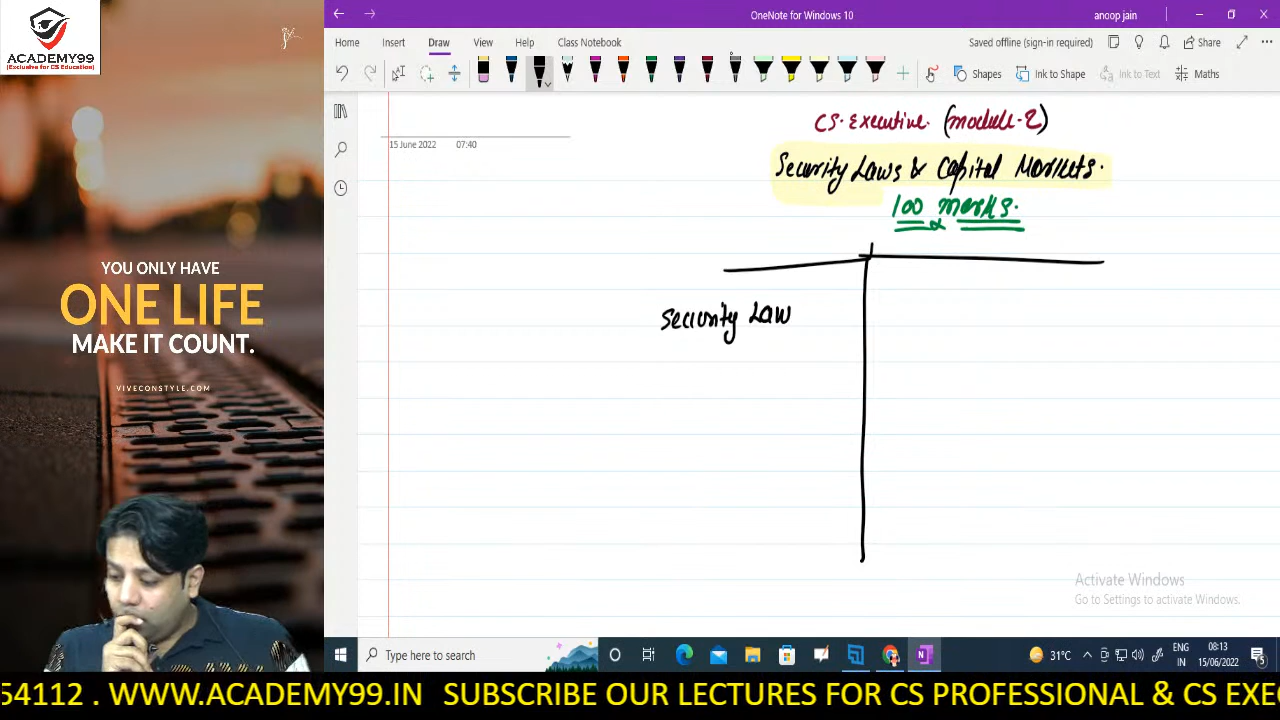 ACADEMY99
(Exclusive for CS Education)
YOU ONLY HAVE
ONE LIFE
MAKE IT COUNT.
VIVECONSTYLE.COM
OneNote for Windows 10
anoop jain
Home Insert Draw View Help Class Notebook
Saved offline (sign-in required)
Share
Shapes Ink to Shape Ink to Text Maths
15 June 2022 07:40
CS. Executive. (module-2)
Security Laws & Capital Markets.
100 marks.
Security Law
Activate Windows
Go to Settings to activate Windows.
Type here to search
31°C
ENG
IN
08:13
15/06/2022
5
54112 . WWW.ACADEMY99.IN SUBSCRIBE OUR LECTURES FOR CS PROFESSIONAL & CS EXEC